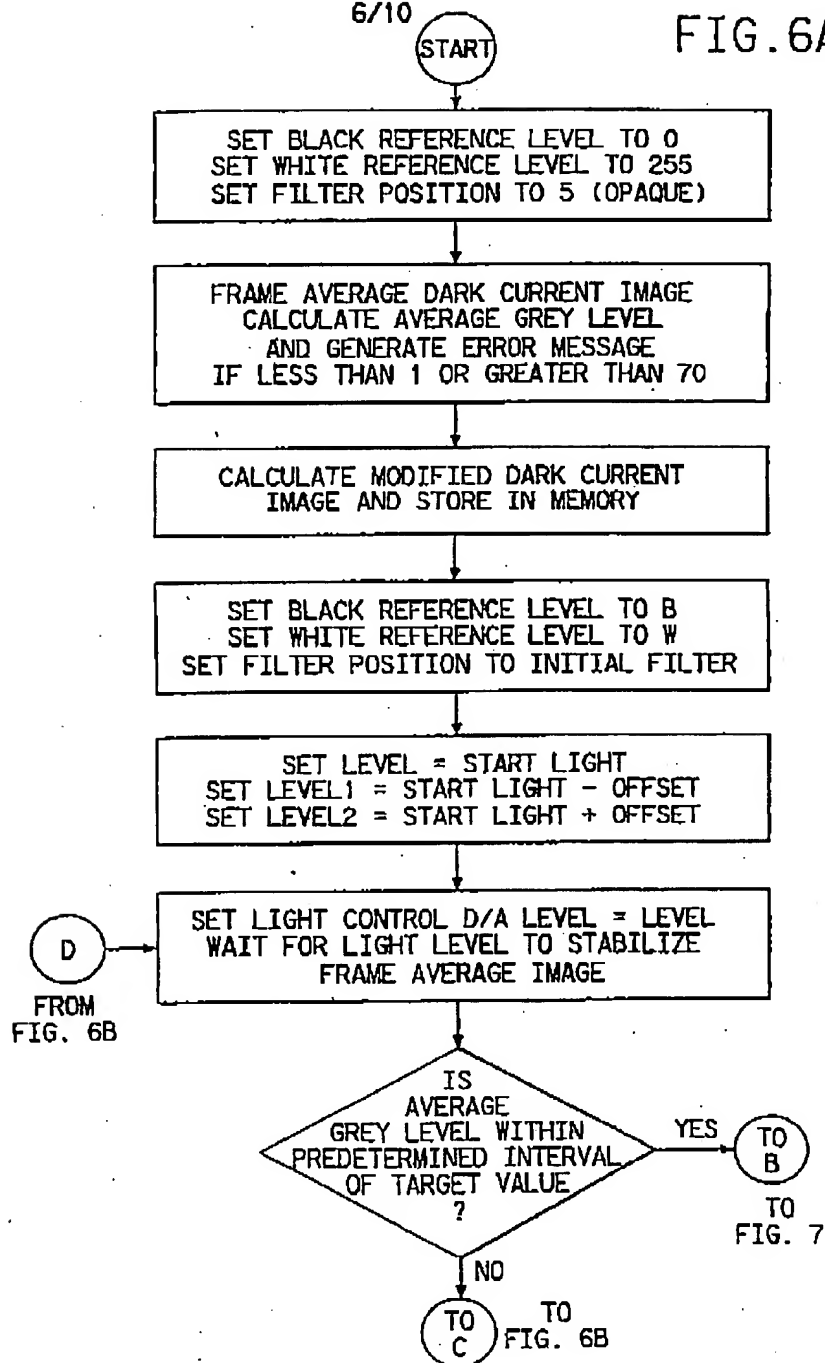 6/10
FIG.6A
START
SET BLACK REFERENCE LEVEL TO 0
SET WHITE REFERENCE LEVEL TO 255
SET FILTER POSITION TO 5 (OPAQUE)
FRAME AVERAGE DARK CURRENT IMAGE
CALCULATE AVERAGE GREY LEVEL
AND GENERATE ERROR MESSAGE
IF LESS THAN 1 OR GREATER THAN 70
CALCULATE MODIFIED DARK CURRENT
IMAGE AND STORE IN MEMORY
SET BLACK REFERENCE LEVEL TO B
SET WHITE REFERENCE LEVEL TO W
SET FILTER POSITION TO INITIAL FILTER
SET LEVEL = START LIGHT
SET LEVEL1 = START LIGHT - OFFSET
SET LEVEL2 = START LIGHT + OFFSET
D
FROM
FIG. 6B
SET LIGHT CONTROL D/A LEVEL = LEVEL
WAIT FOR LIGHT LEVEL TO STABILIZE
FRAME AVERAGE IMAGE
IS
AVERAGE
GREY LEVEL WITHIN
PREDETERMINED INTERVAL
OF TARGET VALUE
?
YES
TO
B
TO
FIG. 7
NO
TO
C
TO
FIG. 6B